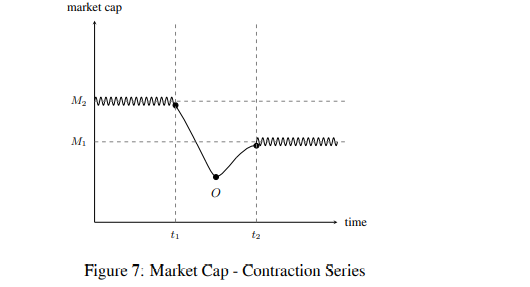 market cap
M₂
M₁
O
time
t₁
t₂
Figure 7: Market Cap - Contraction Series